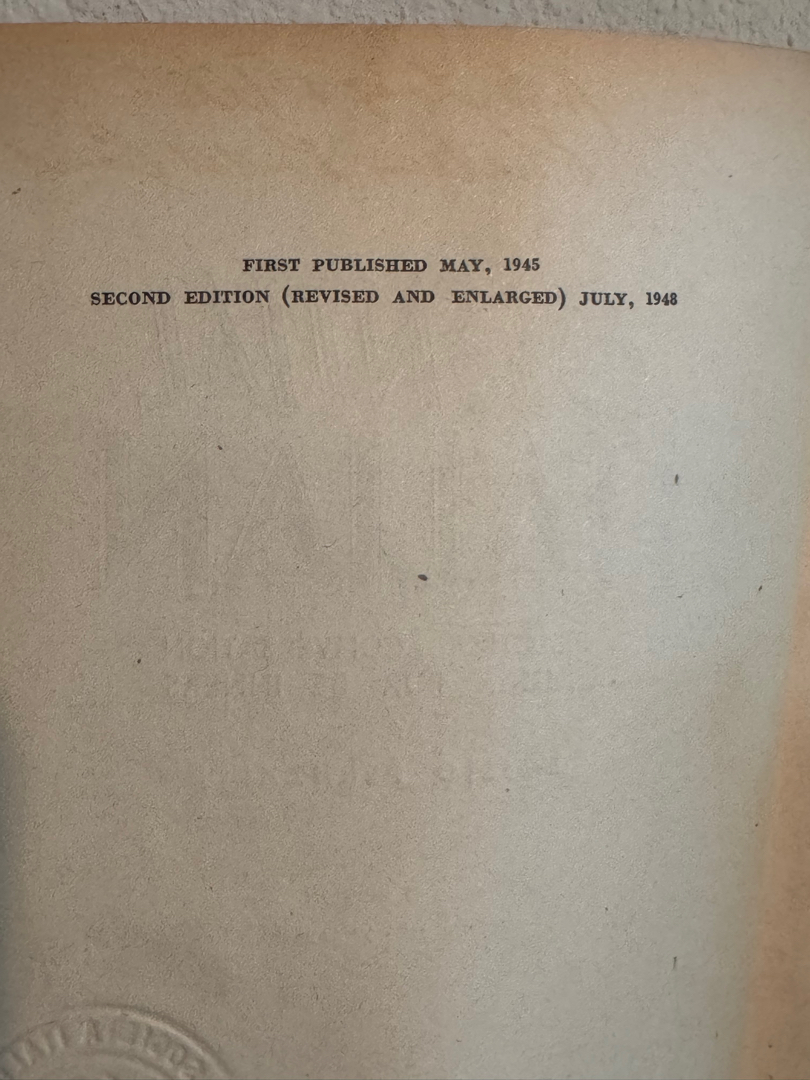 FIRST PUBLISHED MAY, 1945
SECOND EDITION (REVISED AND ENLARGED) JULY, 1948